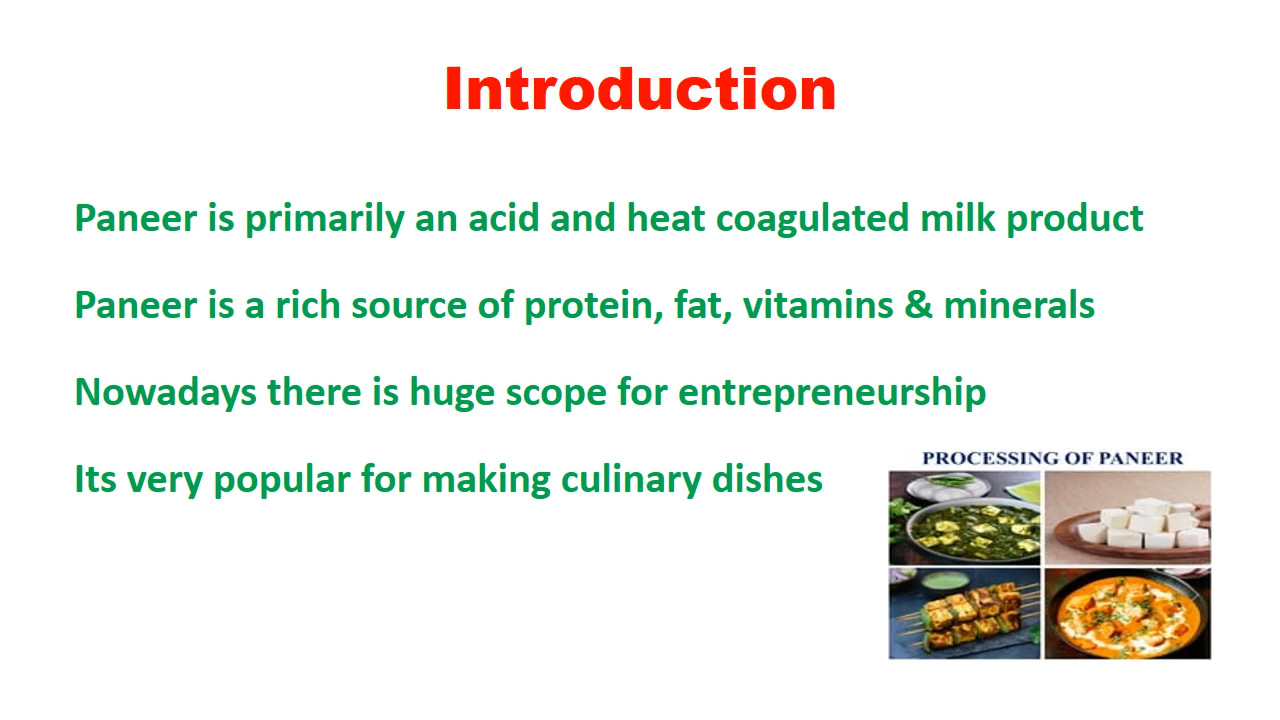 Introduction
Paneer is primarily an acid and heat coagulated milk product
Paneer is a rich source of protein, fat, vitamins & minerals
Nowadays there is huge scope for entrepreneurship
Its very popular for making culinary dishes
PROCESSING OF PANEER